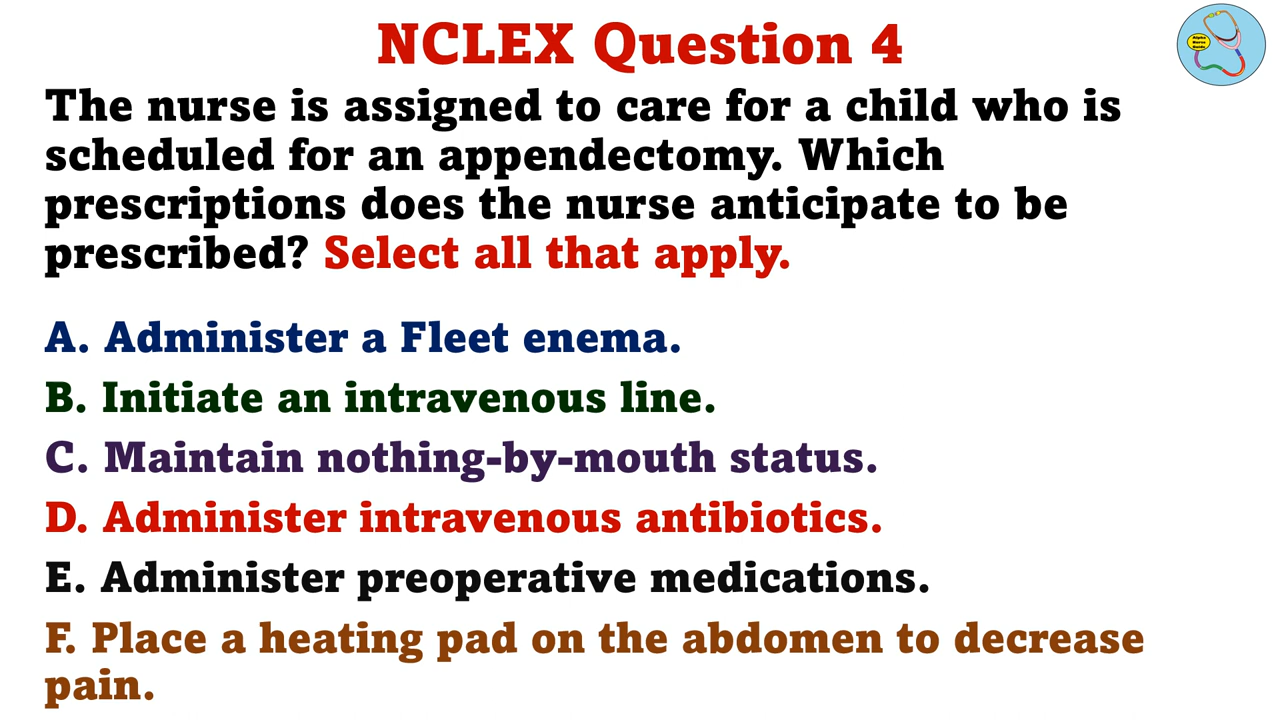 NCLEX Question 4
Alpha
Nurse
Guide
The nurse is assigned to care for a child who is
scheduled for an appendectomy. Which
prescriptions does the nurse anticipate to be
prescribed? Select all that apply.
A. Administer a Fleet enema.
B. Initiate an intravenous line.
C. Maintain nothing-by-mouth status.
D. Administer intravenous antibiotics.
E. Administer preoperative medications.
F. Place a heating pad on the abdomen to decrease
pain.